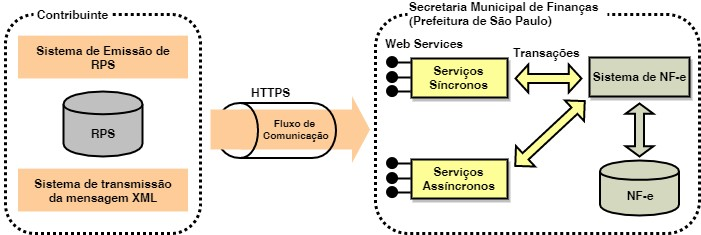 Contribuinte
Sistema de Emissão de
RPS
RPS
Sistema de transmissão
da mensagem XML
HTTPS
Fluxo de
Comunicação
Secretaria Municipal de Finanças
(Prefeitura de São Paulo)
Web Services
Transações
Serviços
Síncronos
Sistema de NF-e
Serviços
Assíncronos
NF-e